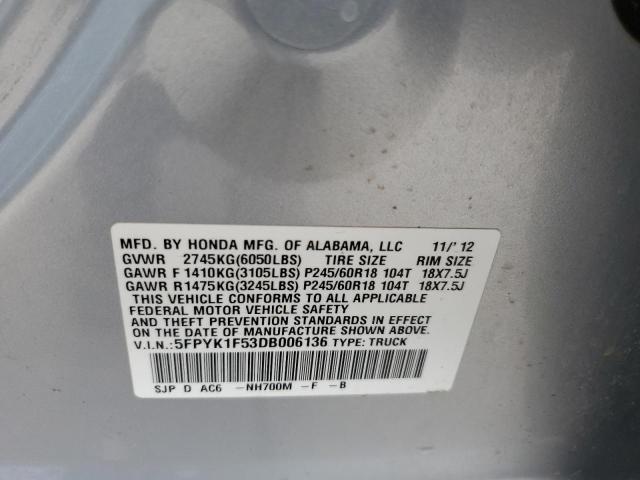 MFD. BY HONDA MFG. OF ALABAMA, LLC 11/'12
GVWR 2745KG(6050LBS) TIRE SIZE RIM SIZE
GAWR F 1410KG(3105LBS) P245/60R18 104T 18X7.5J
GAWR R 1475KG(3245LBS) P245/60R18 104T 18X7.5J
THIS VEHICLE CONFORMS TO ALL APPLICABLE
FEDERAL MOTOR VEHICLE SAFETY
AND THEFT PREVENTION STANDARDS IN EFFECT
ON THE DATE OF MANUFACTURE SHOWN ABOVE.
V.I.N.: 5FPYK1F53DB006136 TYPE: TRUCK
SJP D AC6 -NH700M -F -B